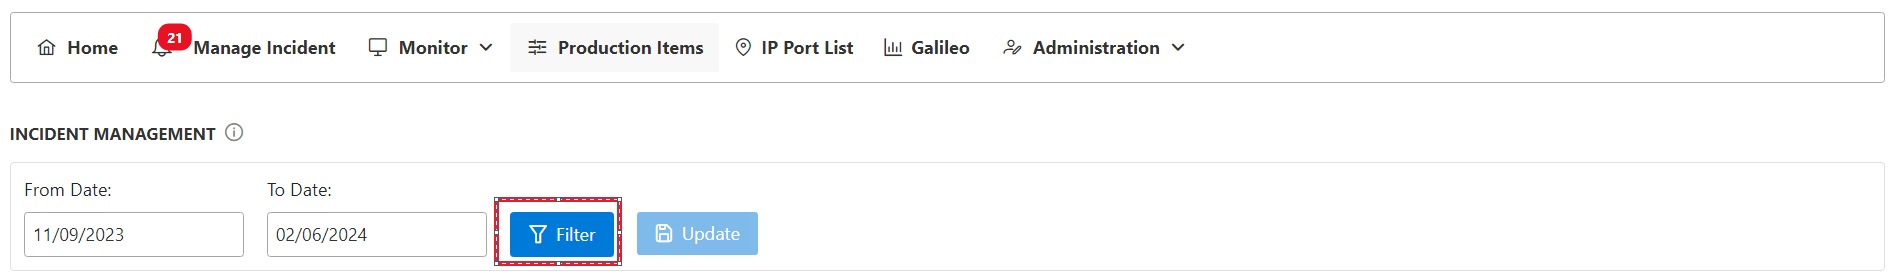 Home 21 Manage Incident Monitor Production Items IP Port List Galileo Administration
INCIDENT MANAGEMENT
From Date: To Date:
11/09/2023 02/06/2024 Filter Update